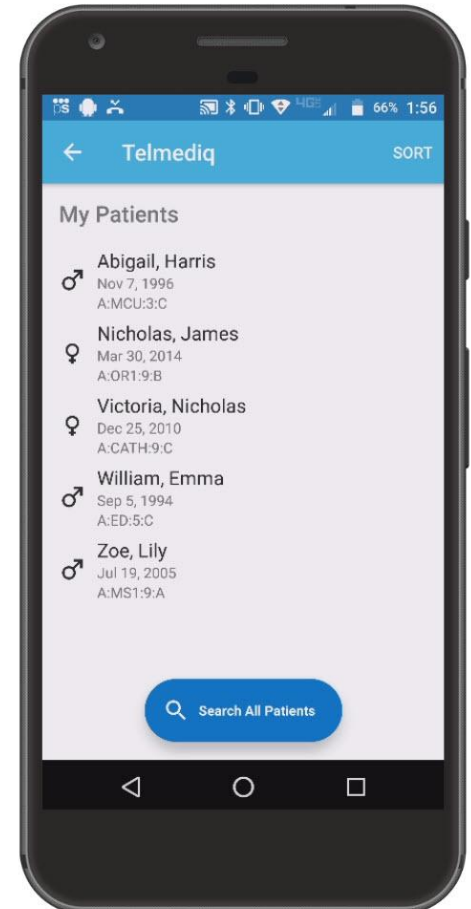 66% 1:56
Telmediq SORT
My Patients
Abigail, Harris
Nov 7, 1996
A:MCU:3:C
Nicholas, James
Mar 30, 2014
A:OR1:9:B
Victoria, Nicholas
Dec 25, 2010
A:CATH:9:C
William, Emma
Sep 5, 1994
A:ED:5:C
Zoe, Lily
Jul 19, 2005
A:MS1:9:A
Search All Patients